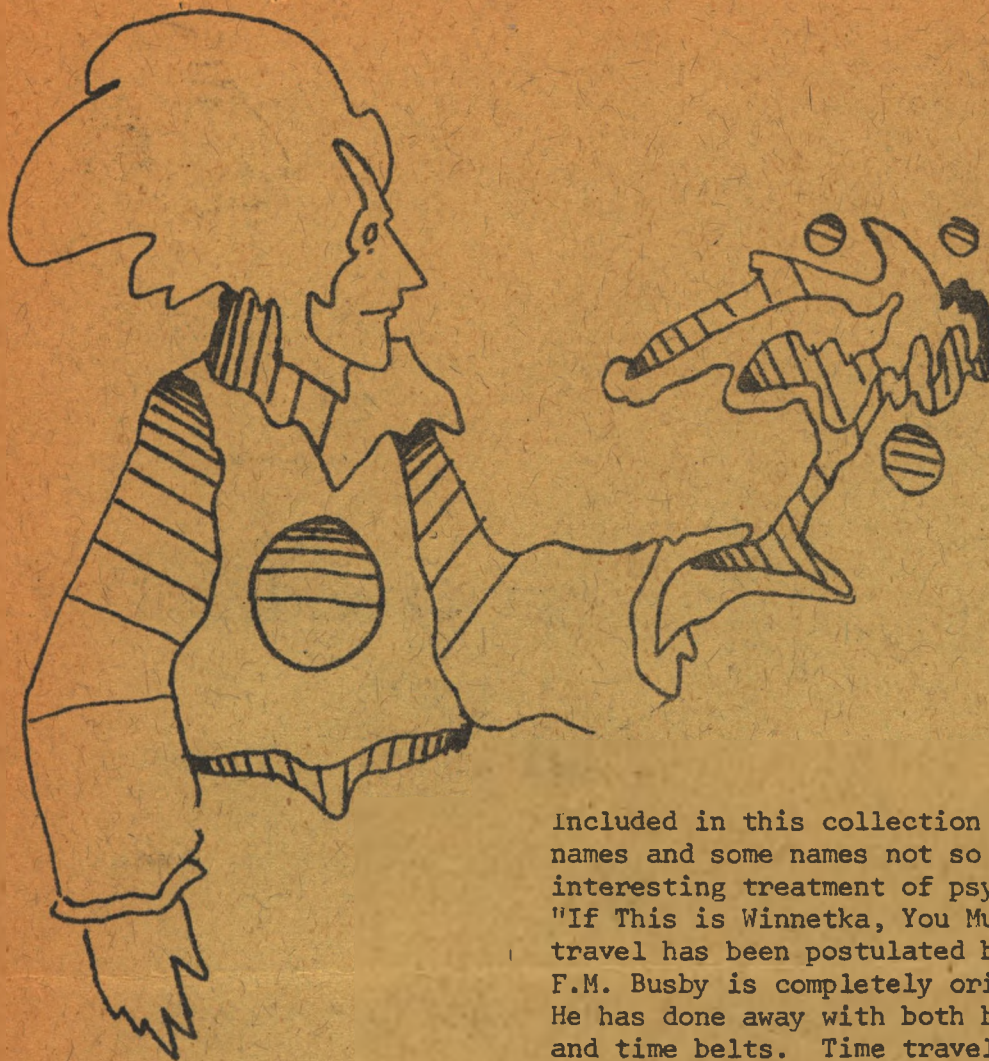 Included in this collection
names and some names not so
interesting treatment of psy
"If This is Winnetka, You Mu
travel has been postulated b
F.M. Busby is completely ori
He has done away with both b
and time belts. Time travel